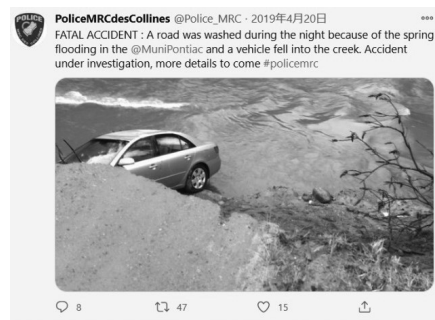 POLICE
PoliceMRCdesCollines @Police_MRC · 2019年4月20日
FATAL ACCIDENT : A road was washed during the night because of the spring
flooding in the @MuniPontiac and a vehicle fell into the creek. Accident
under investigation, more details to come #policemrc
8 47 15